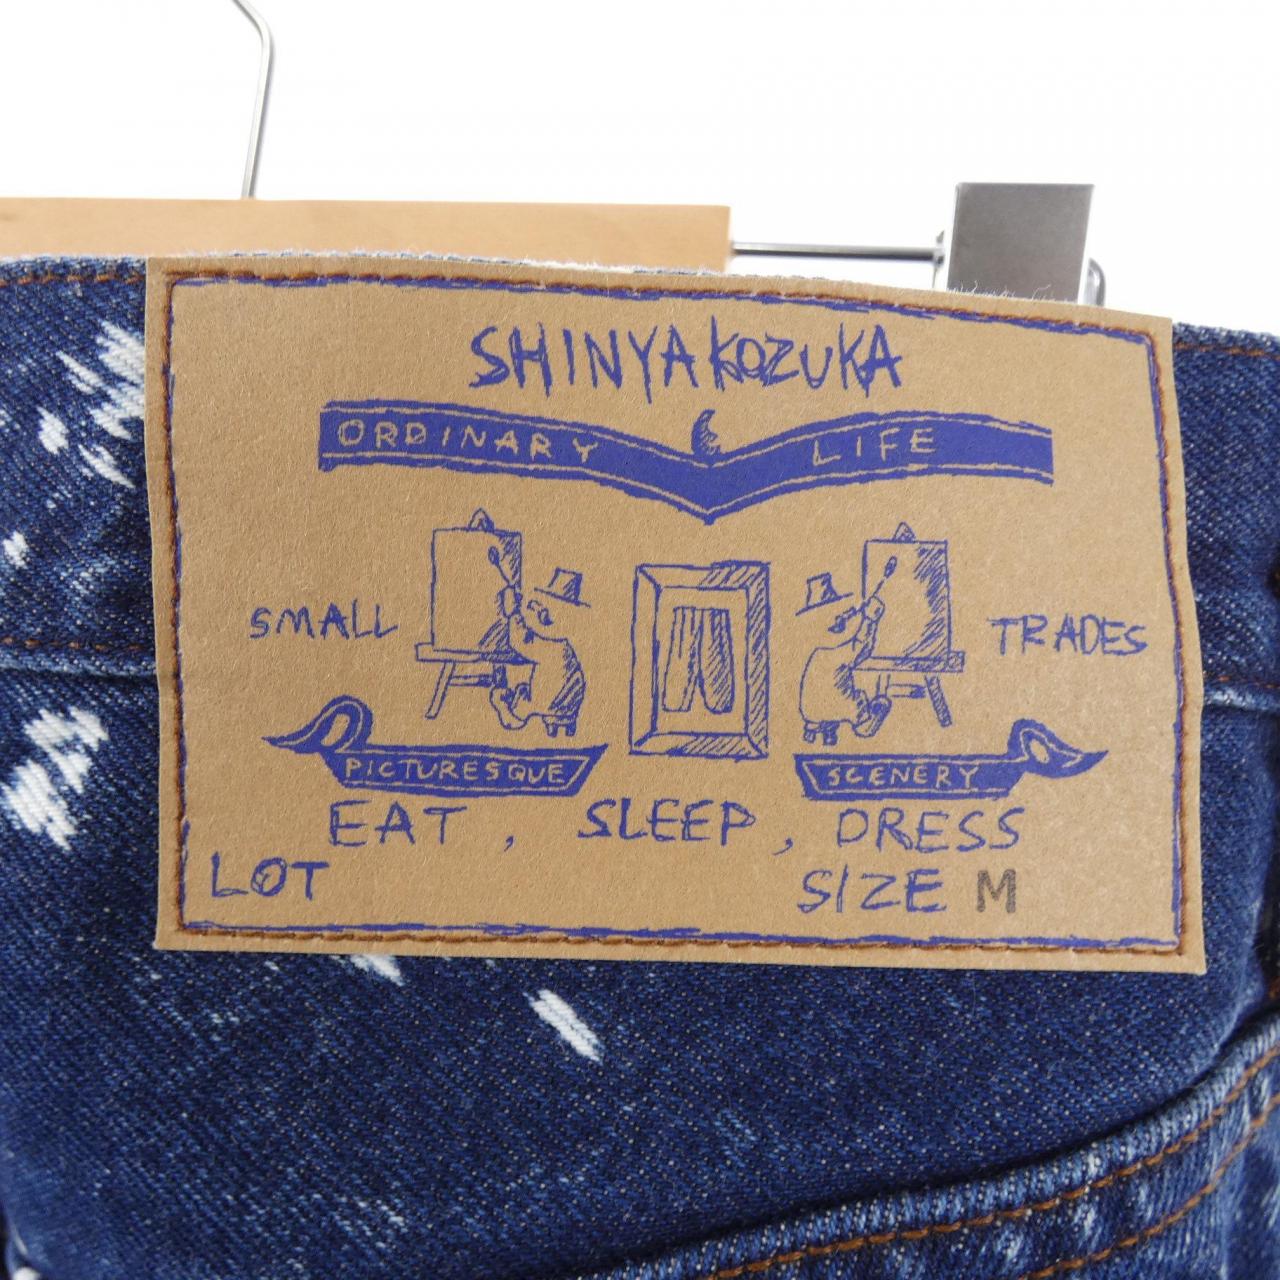 SHINYAKOZUKA
ORDINARY LIFE
SMALL TRADES
PICTURESQUE SCENERY
EAT, SLEEP, DRESS
LOT SIZE M